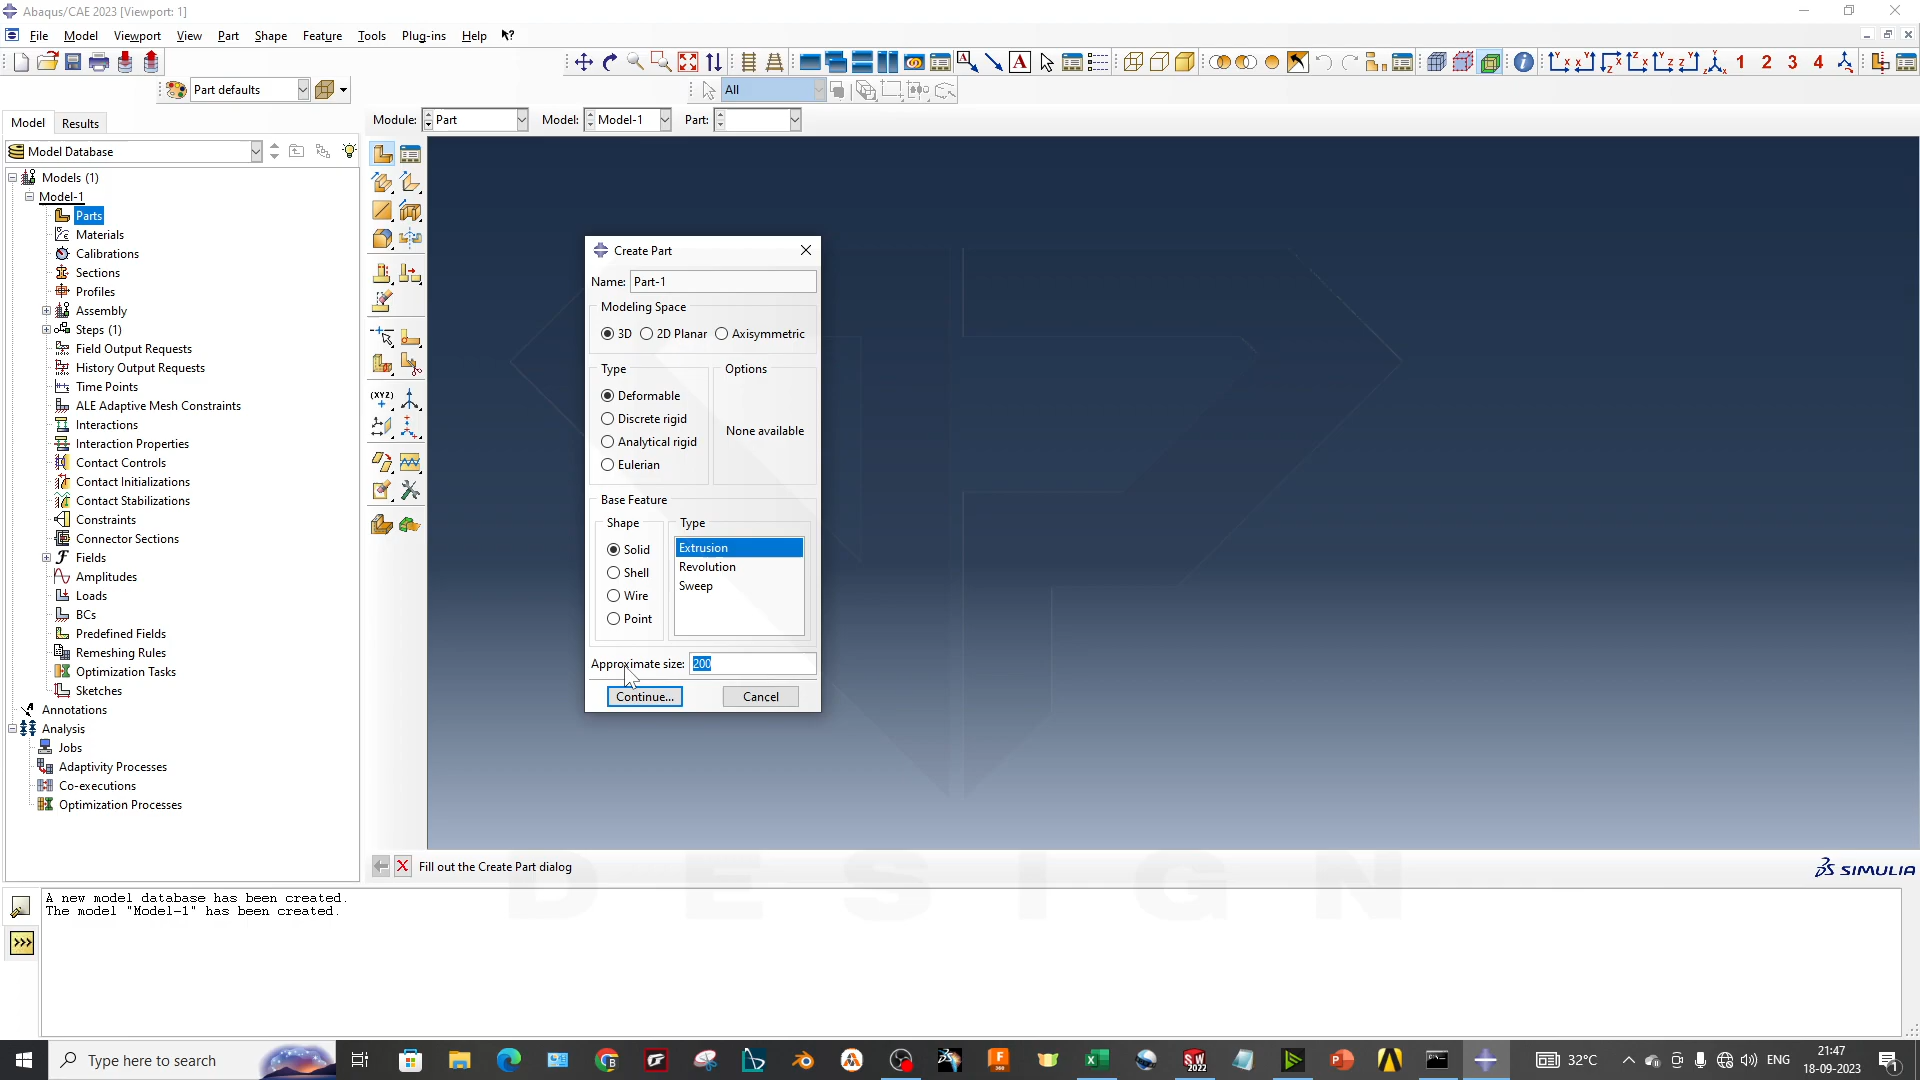 Abaqus/CAE 2023 [Viewport: 1]
File Model Viewport View Part Shape Feature Tools Plug-ins Help
1 2 3 4
Part defaults All
Model Results
Module: Part Model: Model-1 Part:
Model Database
Models (1)
Model-1
Parts
Materials
Calibrations
Sections
Profiles
Assembly
Steps (1)
Field Output Requests
History Output Requests
Time Points
ALE Adaptive Mesh Constraints
Interactions
Interaction Properties
Contact Controls
Contact Initializations
Contact Stabilizations
Constraints
Connector Sections
Fields
Amplitudes
Loads
BCs
Predefined Fields
Remeshing Rules
Optimization Tasks
Sketches
Annotations
Analysis
Jobs
Adaptivity Processes
Co-executions
Optimization Processes
Create Part
Name: Part-1
Modeling Space
3D 2D Planar Axisymmetric
Type Options
Deformable
Discrete rigid
Analytical rigid
Eulerian
None available
Base Feature
Shape Type
Solid
Shell
Wire
Point
Extrusion
Revolution
Sweep
Approximate size: 200
Continue... Cancel
Fill out the Create Part dialog
SIMULIA
DESIGN
A new model database has been created.
The model "Model-1" has been created.
>>>
Type here to search
32°C
ENG
21:47
18-09-2023